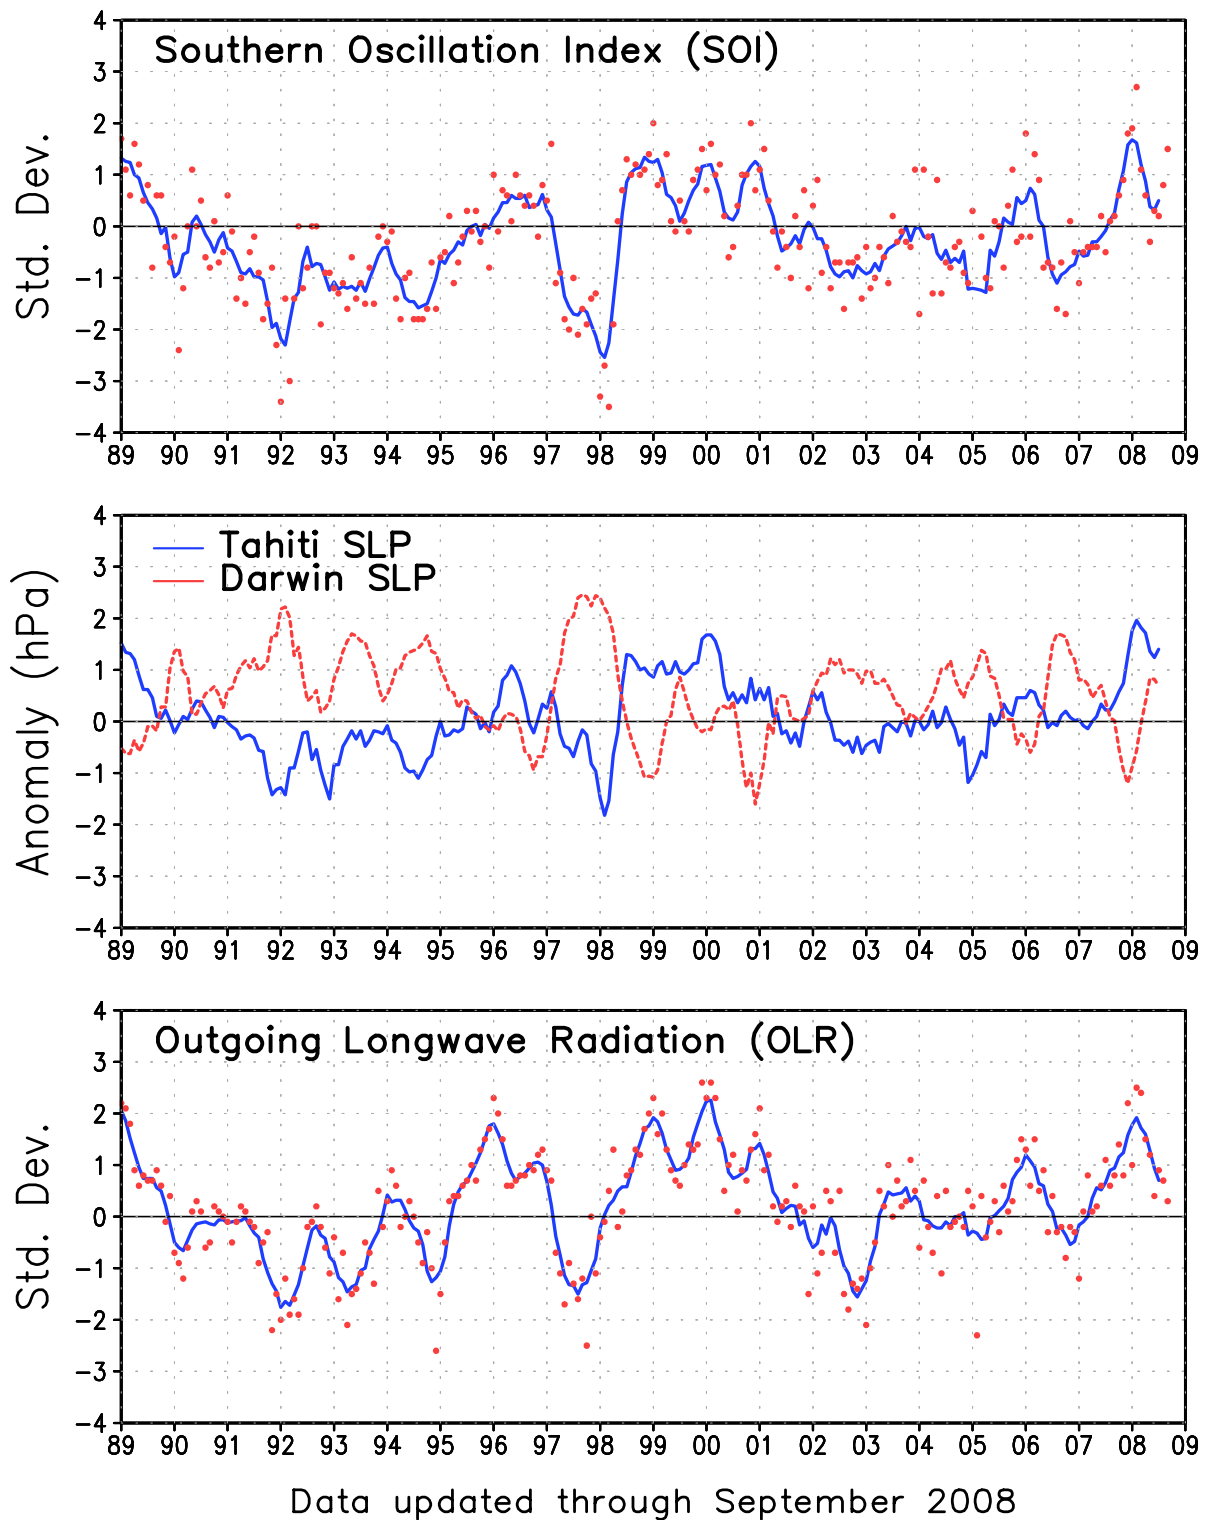 Southern Oscillation Index (SOI)
Std. Dev.
4
3
2
1
0
−1
−2
−3
−4
89 90 91 92 93 94 95 96 97 98 99 00 01 02 03 04 05 06 07 08 09
Tahiti SLP
Darwin SLP
Anomaly (hPa)
4
3
2
1
0
−1
−2
−3
−4
89 90 91 92 93 94 95 96 97 98 99 00 01 02 03 04 05 06 07 08 09
Outgoing Longwave Radiation (OLR)
Std. Dev.
4
3
2
1
0
−1
−2
−3
−4
89 90 91 92 93 94 95 96 97 98 99 00 01 02 03 04 05 06 07 08 09
Data updated through September 2008